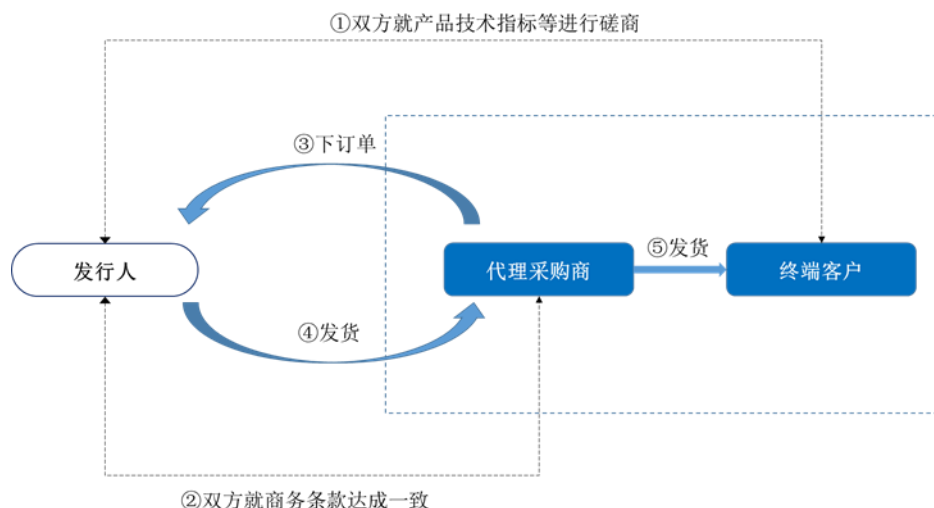 ①双方就产品技术指标等进行磋商
③下订单
发行人
代理采购商
⑤发货
终端客户
④发货
②双方就商务条款达成一致